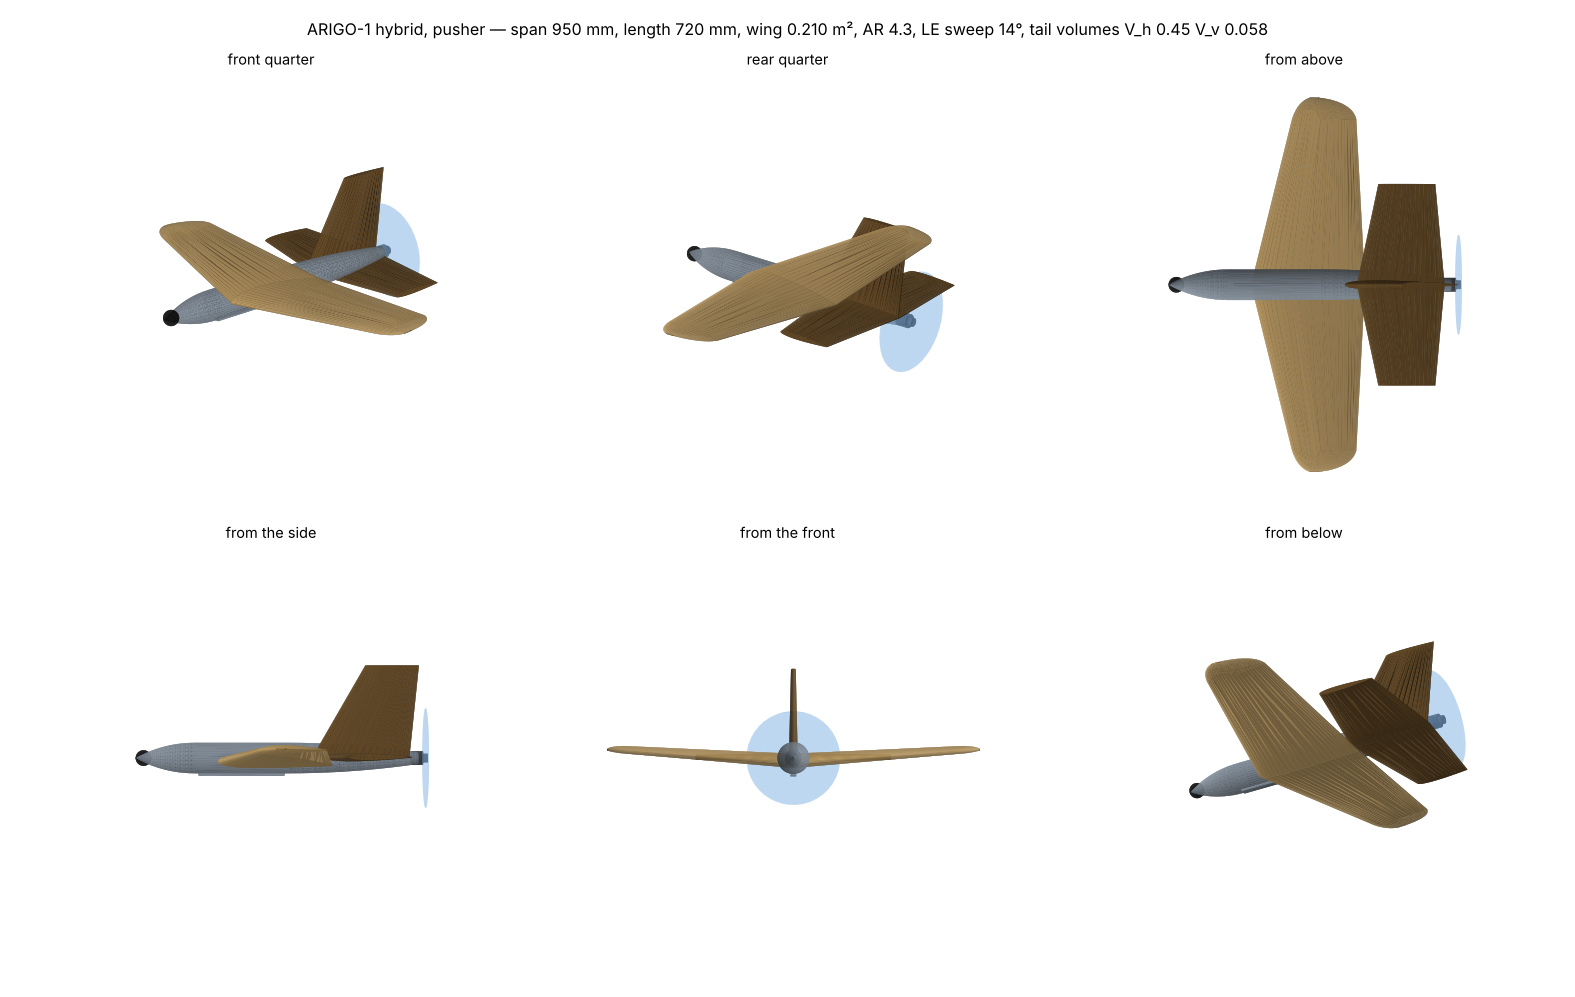 ARIGO-1 hybrid, pusher — span 950 mm, length 720 mm, wing 0.210 m², AR 4.3, LE sweep 14°, tail volumes V_h 0.45 V_v 0.058
front quarter
rear quarter
from above
from the side
from the front
from below